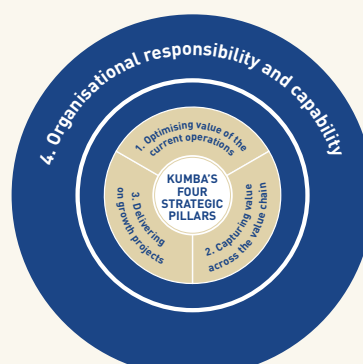 4. Organisational responsibility and capability
1. Optimising value of the
current operations
KUMBA'S
FOUR
STRATEGIC
PILLARS
2. Capturing value
across the value chain
3. Delivering
on growth projects